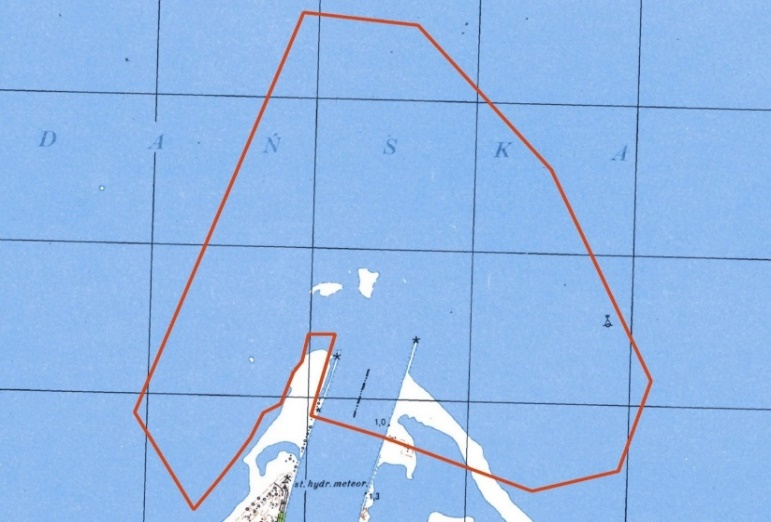 D A Ń S K A
1,0
st. hydr. meteor.
1,3